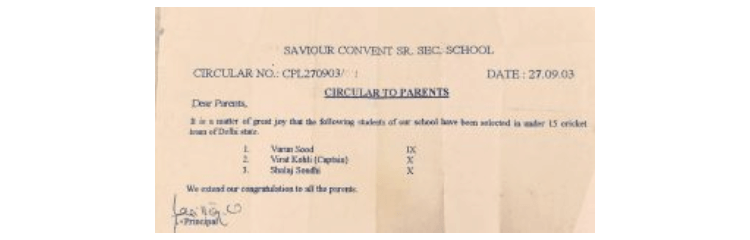 SAVIOUR CONVENT SR. SEC. SCHOOL
CIRCULAR NO.: CPL270903/
DATE : 27.09.03
CIRCULAR TO PARENTS
Dear Parents,
It is a matter of great joy that the following students of our school have been selected in under 15 cricket
team of Delhi state.
1. Varun Sood IX
2. Virat Kohli (Captain) X
3. Shalaj Sondhi X
We extend our congratulation to all the parents.
Principal